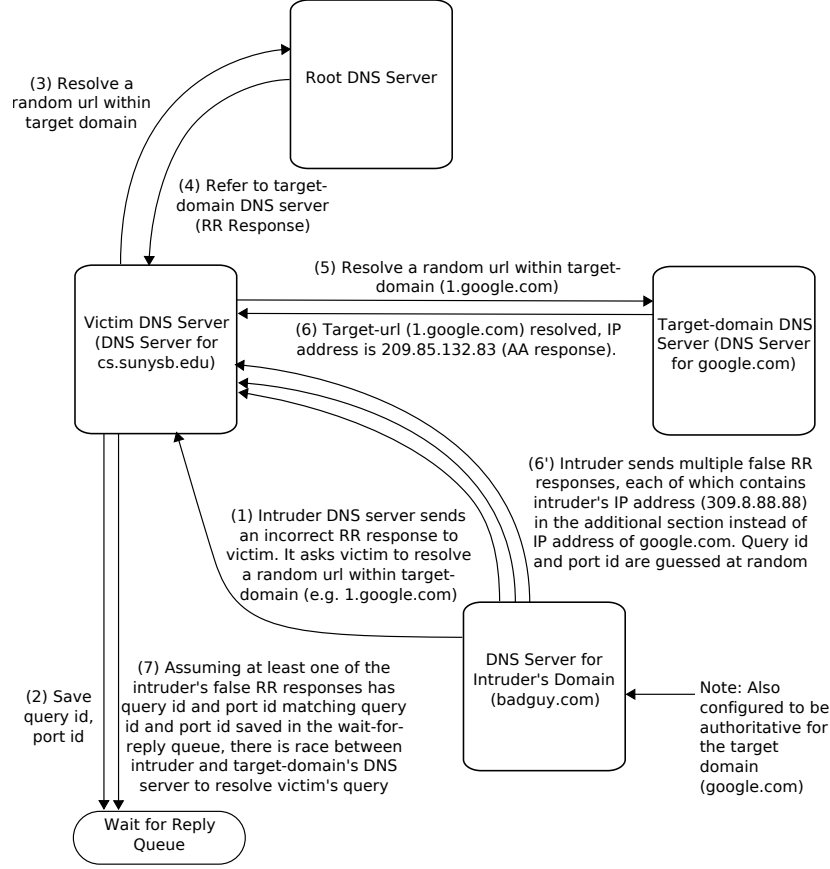 Root DNS Server
(3) Resolve a
random url within
target domain
(4) Refer to target-
domain DNS server
(RR Response)
(5) Resolve a random url within target-
domain (1.google.com)
Victim DNS Server
(DNS Server for
cs.sunysb.edu)
(6) Target-url (1.google.com) resolved, IP
address is 209.85.132.83 (AA response).
Target-domain DNS
Server (DNS Server
for google.com)
(6') Intruder sends multiple false RR
responses, each of which contains
intruder's IP address (309.8.88.88)
in the additional section instead of
IP address of google.com. Query id
and port id are guessed at random
(1) Intruder DNS server sends
an incorrect RR response to
victim. It asks victim to resolve
a random url within target-
domain (e.g. 1.google.com)
DNS Server for
Intruder's Domain
(badguy.com)
Note: Also
configured to be
authoritative for
the target
domain
(google.com)
(2) Save
query id,
port id
(7) Assuming at least one of the
intruder's false RR responses has
query id and port id matching query
id and port id saved in the wait-for-
reply queue, there is race between
intruder and target-domain's DNS
server to resolve victim's query
Wait for Reply
Queue